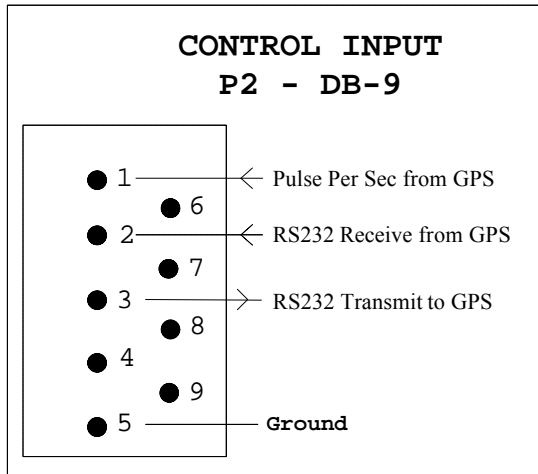 CONTROL INPUT
P2 - DB-9
1 Pulse Per Sec from GPS
6
2 RS232 Receive from GPS
7
3 RS232 Transmit to GPS
8
4
9
5 Ground